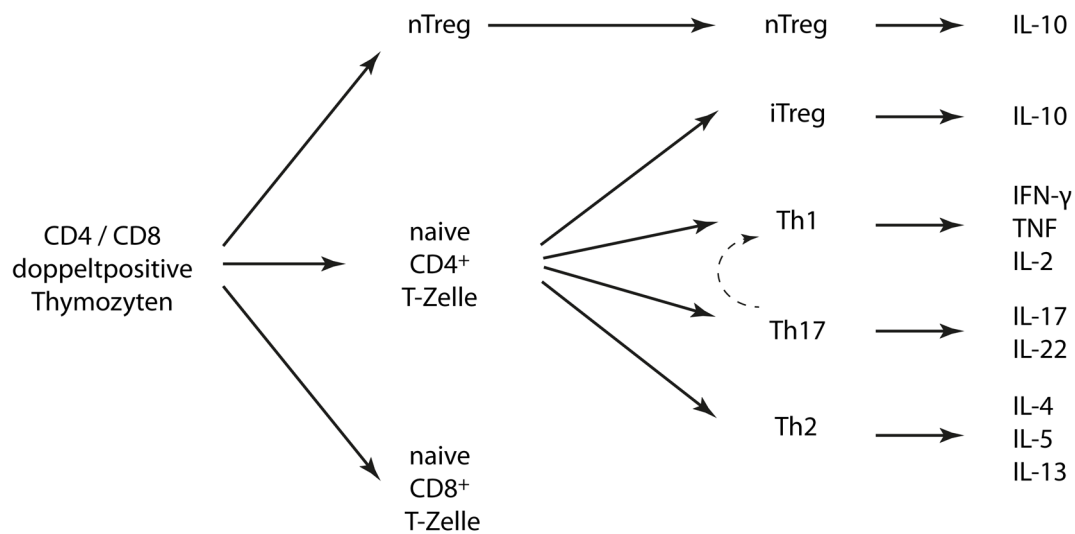 nTreg
nTreg
IL-10
iTreg
IL-10
CD4 / CD8
doppeltpositive
Thymozyten
naive
CD4⁺
T-Zelle
Th1
IFN-γ
TNF
IL-2
Th17
IL-17
IL-22
Th2
IL-4
IL-5
IL-13
naive
CD8⁺
T-Zelle